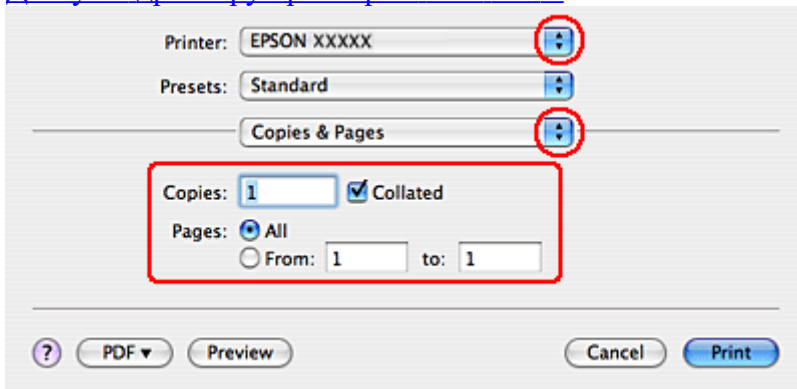 Printer: EPSON XXXXX
Presets: Standard
Copies & Pages
Copies: 1 Collated
Pages: All
From: 1 to: 1
? PDF Preview Cancel Print